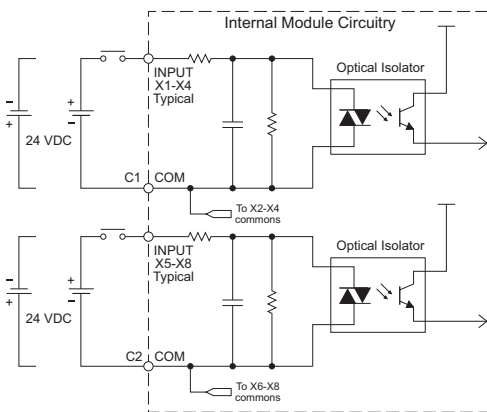 Internal Module Circuitry
INPUT
X1-X4
Typical
Optical Isolator
-
+
+
-
24 VDC
C1
COM
To X2-X4
commons
INPUT
X5-X8
Typical
Optical Isolator
-
+
+
-
24 VDC
C2
COM
To X6-X8
commons